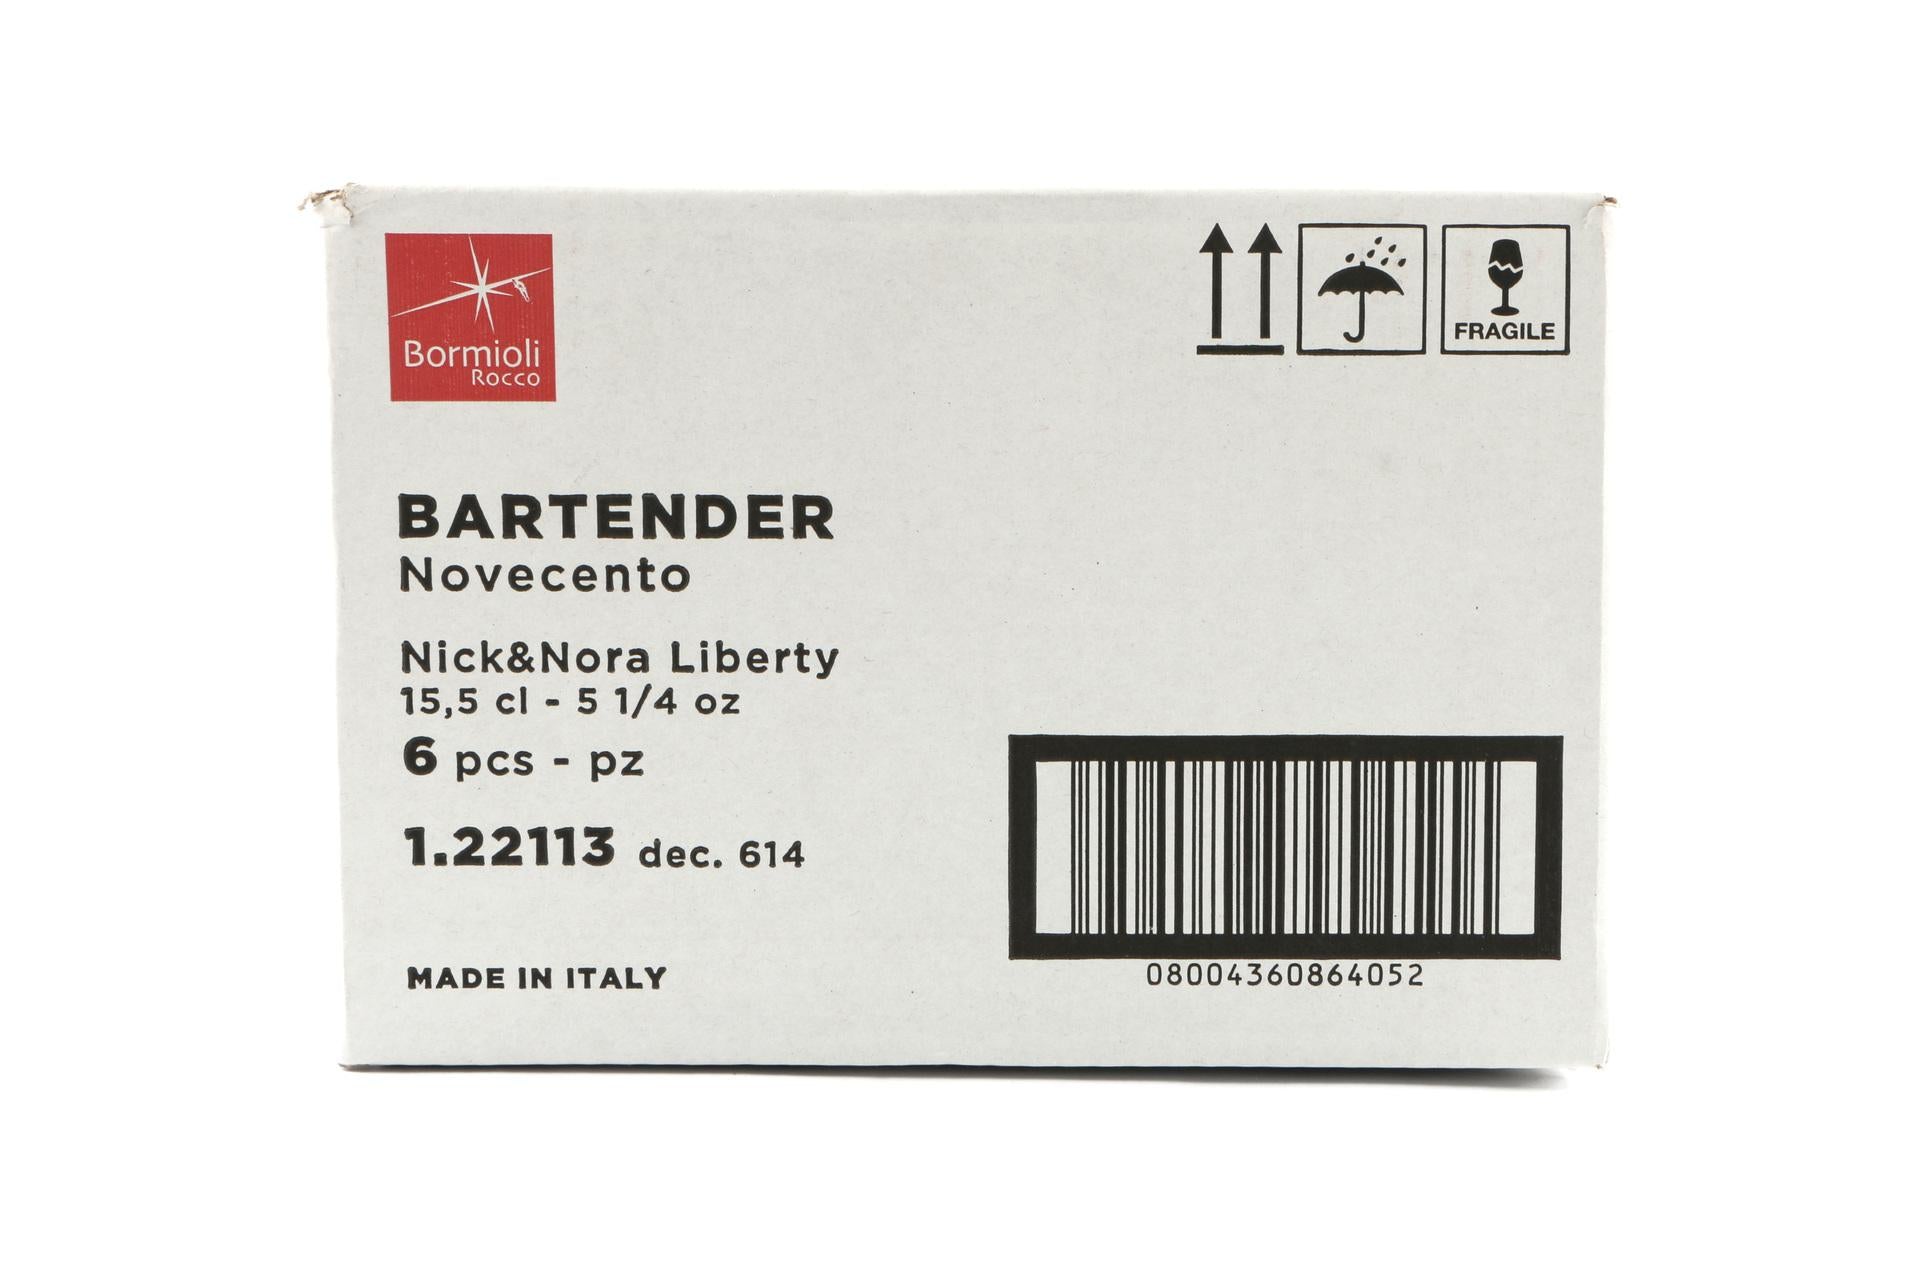 Bormioli
Rocco
FRAGILE
BARTENDER
Novecento
Nick&Nora Liberty
15,5 cl - 5 1/4 oz
6 pcs - pz
1.22113 dec. 614
MADE IN ITALY
08004360864052